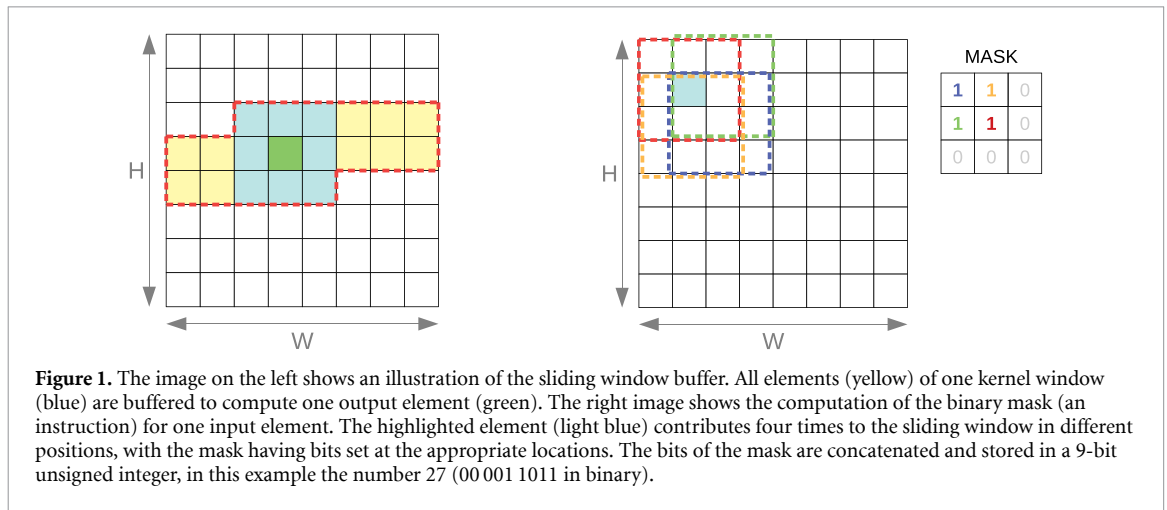 H
W
H
W
MASK
1 1 0
1 1 0
0 0 0
Figure 1. The image on the left shows an illustration of the sliding window buffer. All elements (yellow) of one kernel window
(blue) are buffered to compute one output element (green). The right image shows the computation of the binary mask (an
instruction) for one input element. The highlighted element (light blue) contributes four times to the sliding window in different
positions, with the mask having bits set at the appropriate locations. The bits of the mask are concatenated and stored in a 9-bit
unsigned integer, in this example the number 27 (00 001 1011 in binary).